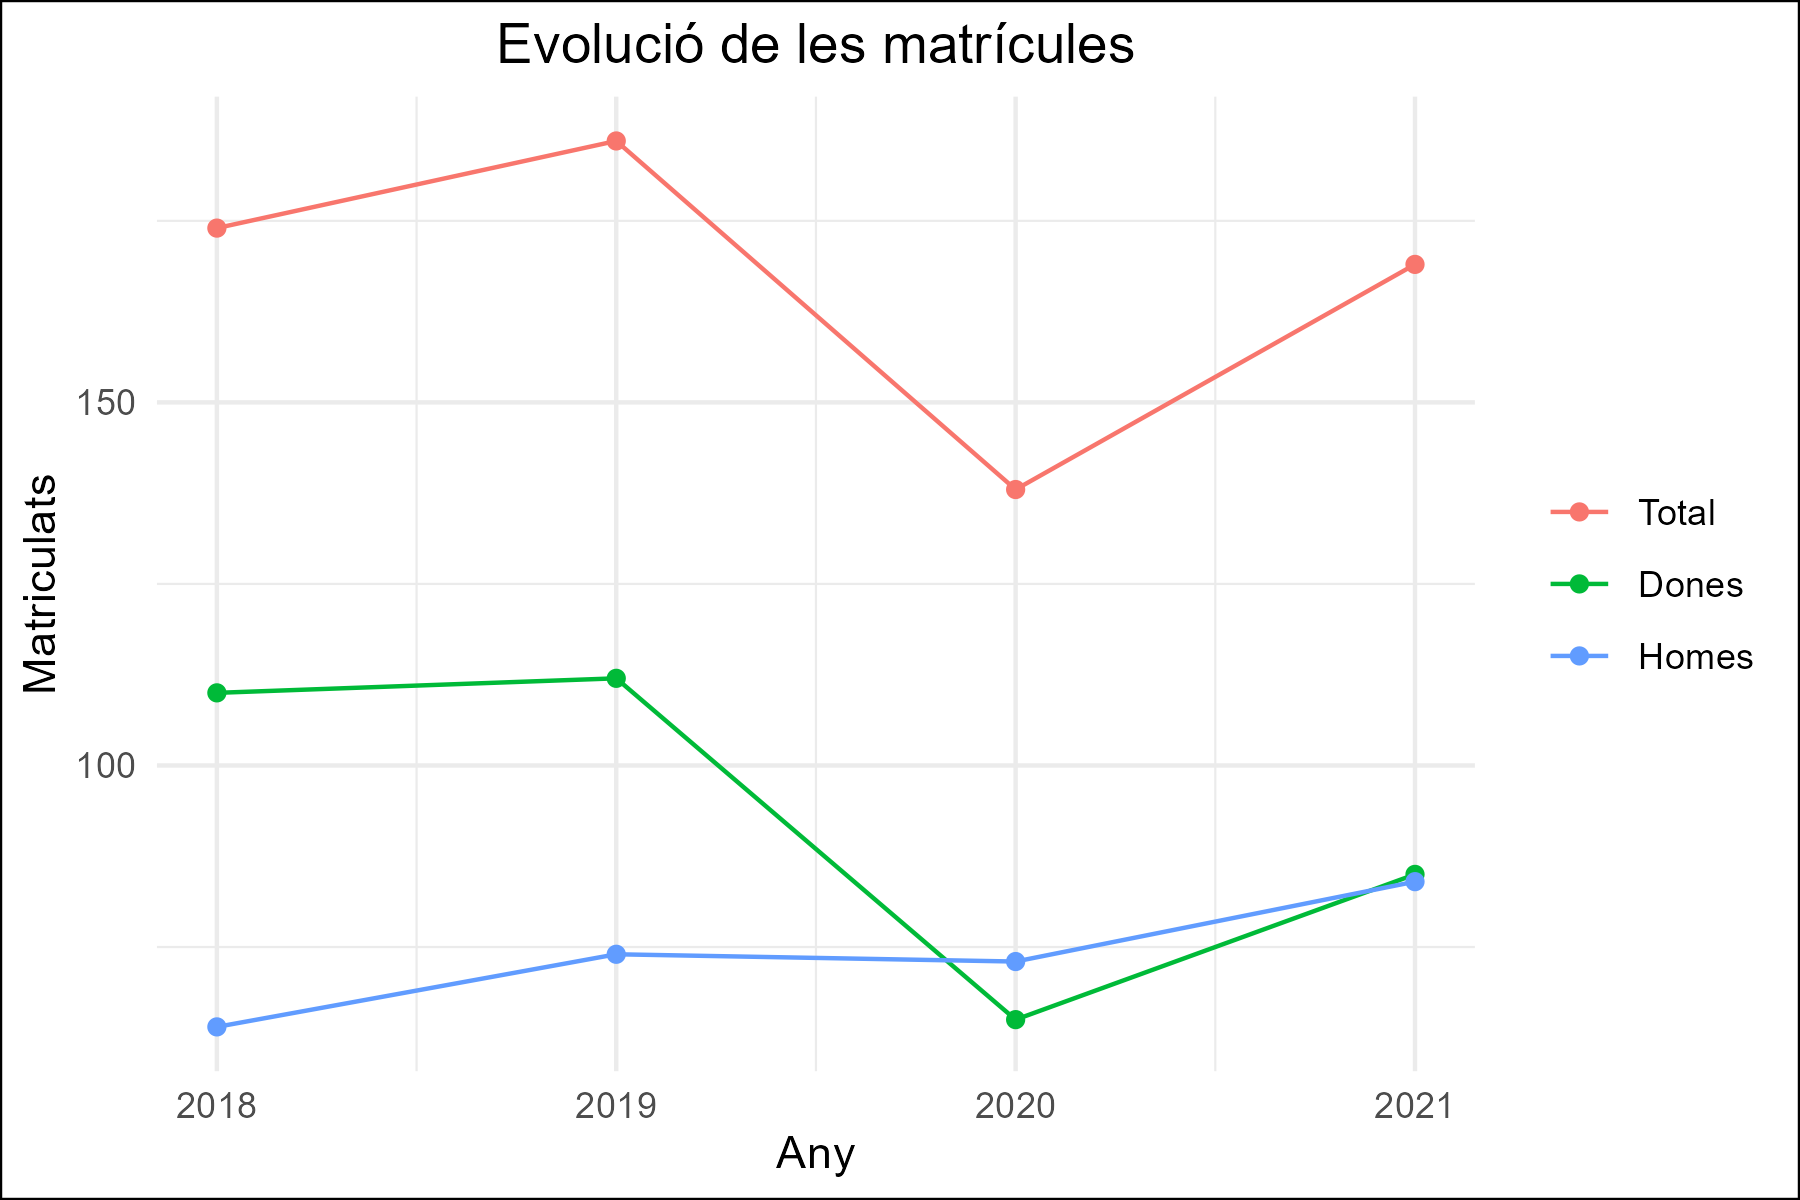 Evolució de les matrícules
150
100
Matriculats
2018 2019 2020 2021
Any
Total
Dones
Homes